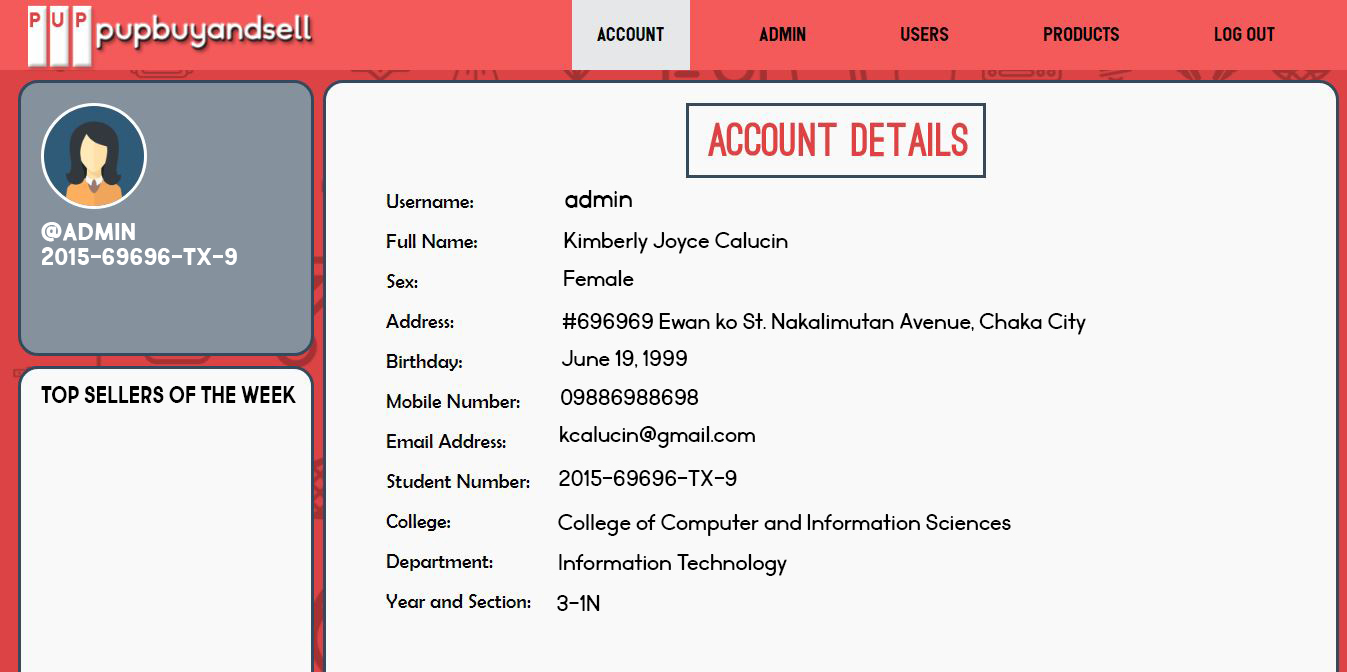 PUP pupbuyandsell
ACCOUNT ADMIN USERS PRODUCTS LOG OUT
@ADMIN
2015-69696-TX-9
TOP SELLERS OF THE WEEK
ACCOUNT DETAILS
Username: admin
Full Name: Kimberly Joyce Calucin
Sex: Female
Address: #696969 Ewan ko St. Nakalimutan Avenue, Chaka City
Birthday: June 19, 1999
Mobile Number: 09886988698
Email Address: kcalucin@gmail.com
Student Number: 2015-69696-TX-9
College: College of Computer and Information Sciences
Department: Information Technology
Year and Section: 3-1N